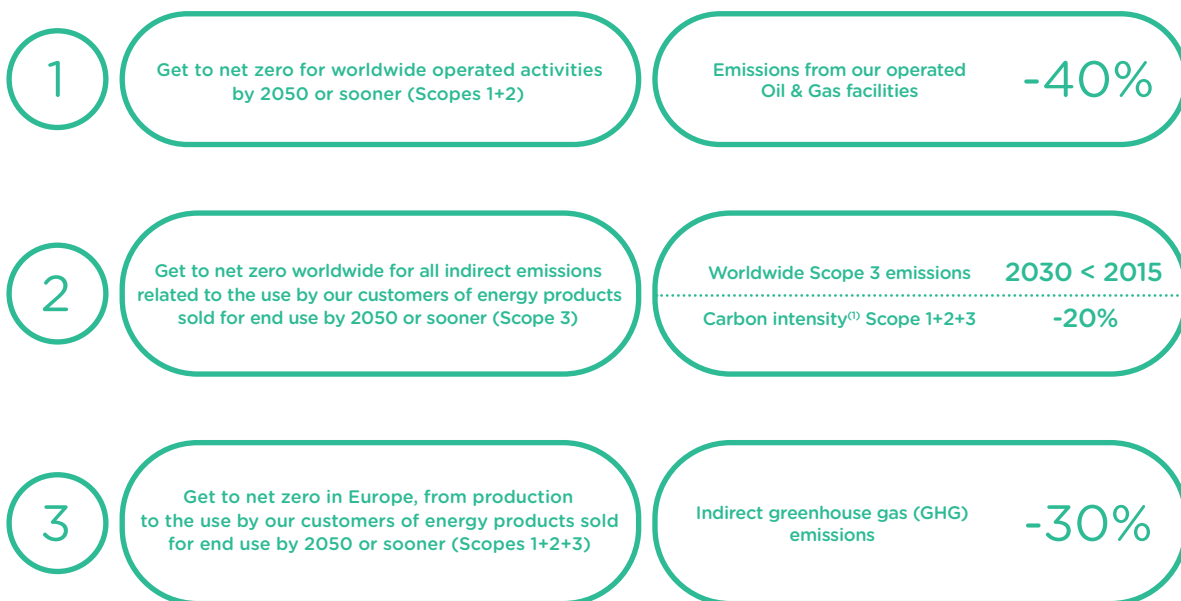 1
Get to net zero for worldwide operated activities
by 2050 or sooner (Scopes 1+2)
Emissions from our operated
Oil & Gas facilities
-40%
2
Get to net zero worldwide for all indirect emissions
related to the use by our customers of energy products
sold for end use by 2050 or sooner (Scope 3)
Worldwide Scope 3 emissions 2030 < 2015
Carbon intensity(1) Scope 1+2+3 -20%
3
Get to net zero in Europe, from production
to the use by our customers of energy products sold
for end use by 2050 or sooner (Scopes 1+2+3)
Indirect greenhouse gas (GHG)
emissions
-30%